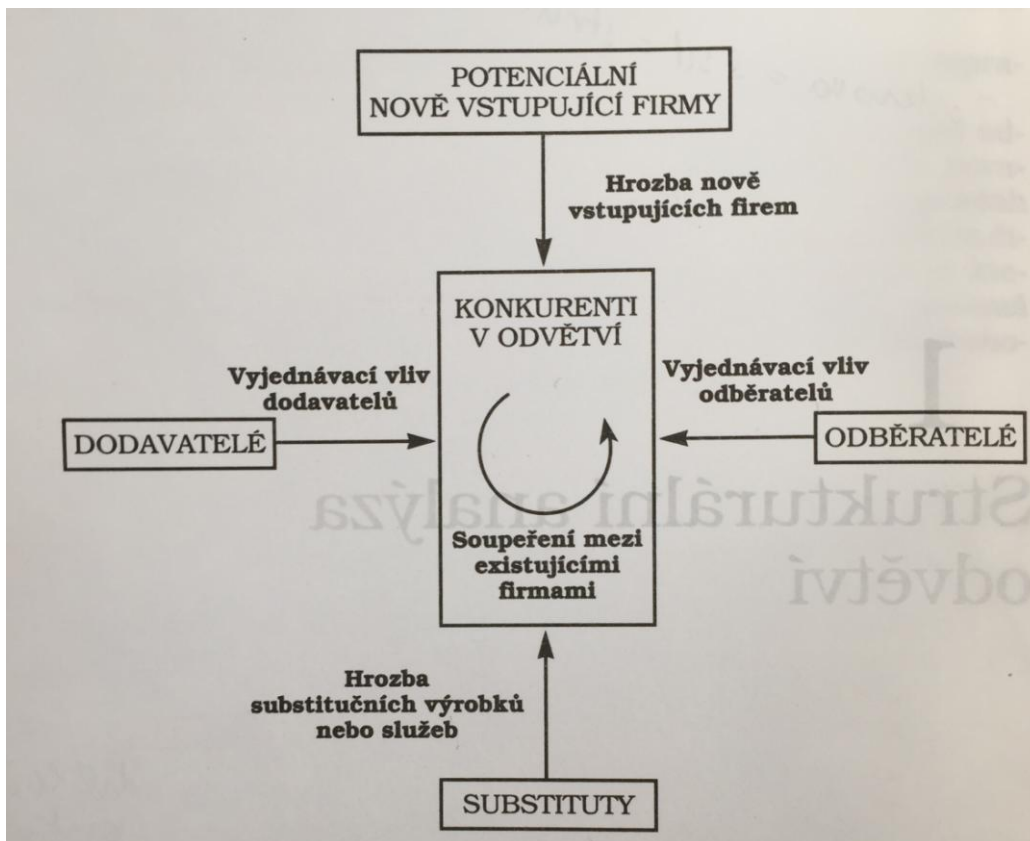 POTENCIÁLNÍ
NOVĚ VSTUPUJÍCÍ FIRMY
Hrozba nově
vstupujících firem
KONKURENTI
V ODVĚTVÍ
Vyjednávací vliv
dodavatelů
Vyjednávací vliv
odběratelů
DODAVATELÉ
ODBĚRATELÉ
1
Strukturální analýza
odvětví
Soupeření mezi
existujícími
firmami
Hrozba
substitučních výrobků
nebo služeb
SUBSTITUTY